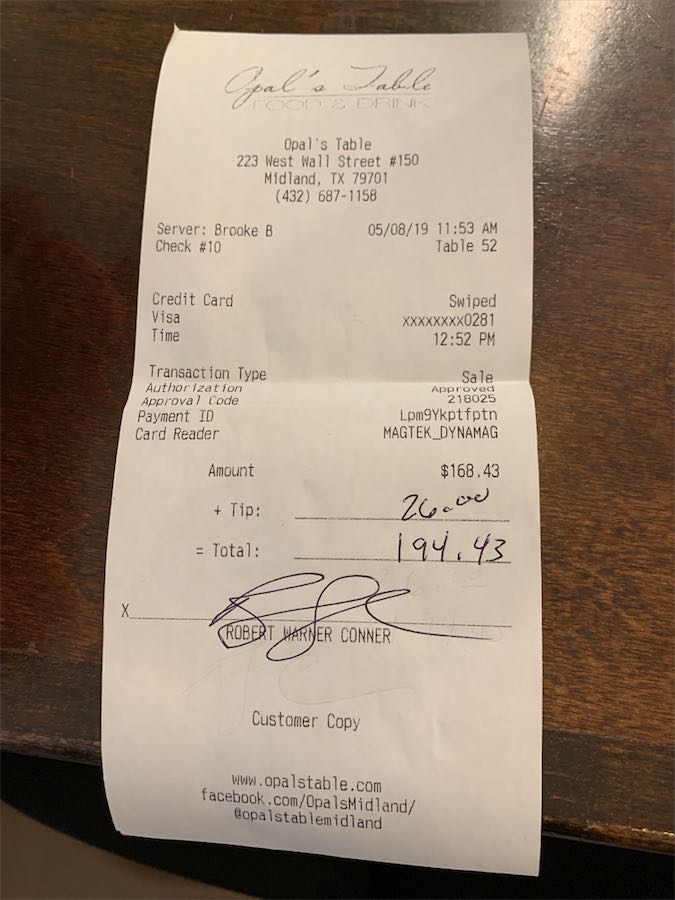 Opal's Table
FOOD & DRINK
Opal's Table
223 West Wall Street #150
Midland, TX 79701
(432) 687-1158
Server: Brooke B 05/08/19 11:53 AM
Check #10 Table 52
Credit Card Swiped
Visa xxxxxxxx0281
Time 12:52 PM
Transaction Type Sale
Authorization Approved
Approval Code 218025
Payment ID Lpm9Ykptfptn
Card Reader MAGTEK_DYNAMAG
Amount $168.43
+ Tip: 26.00
= Total: 194.43
X
ROBERT WARNER CONNER
Customer Copy
www.opalstable.com
facebook.com/OpalsMidland/
@opalstablemidland